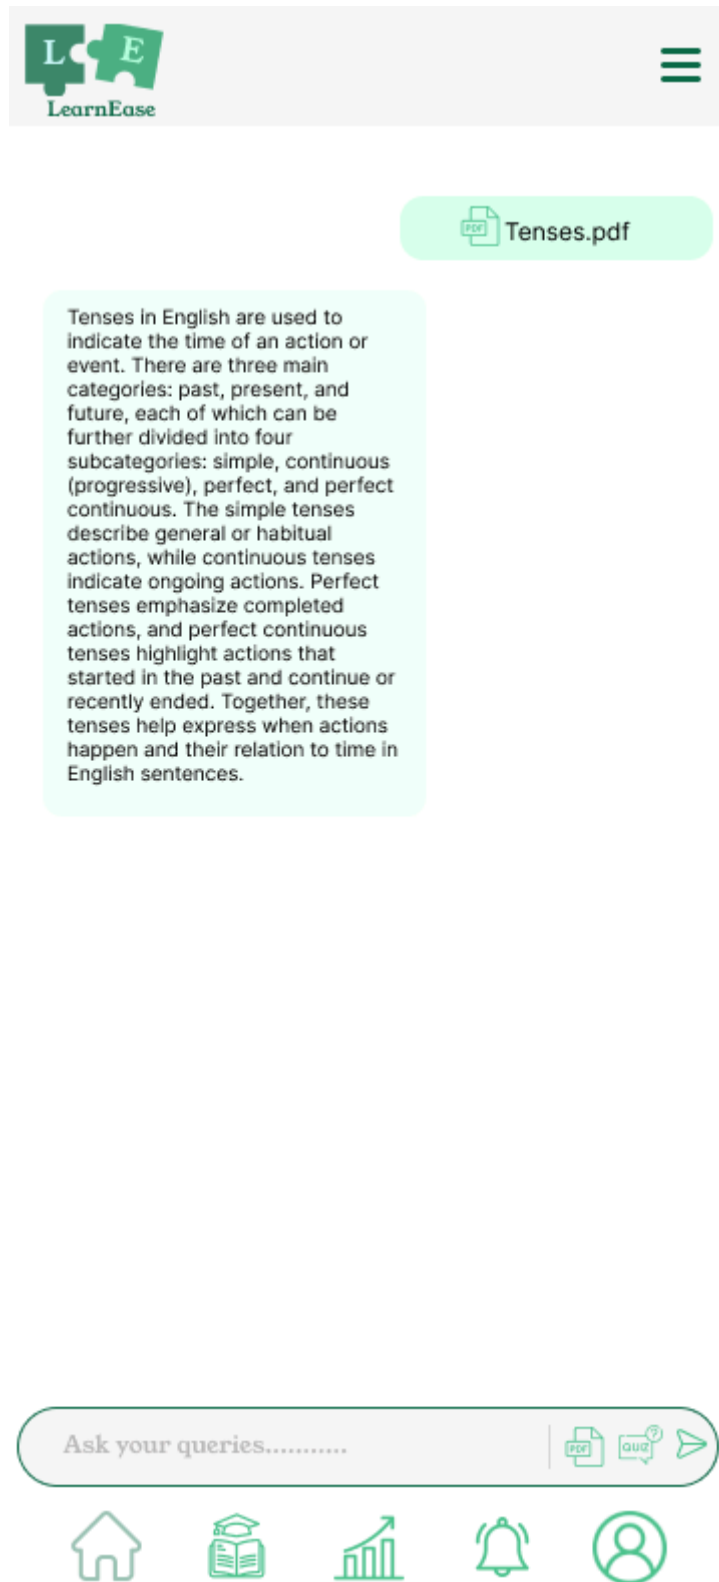 L E
LearnEase
PDF Tenses.pdf
Tenses in English are used to
indicate the time of an action or
event. There are three main
categories: past, present, and
future, each of which can be
further divided into four
subcategories: simple, continuous
(progressive), perfect, and perfect
continuous. The simple tenses
describe general or habitual
actions, while continuous tenses
indicate ongoing actions. Perfect
tenses emphasize completed
actions, and perfect continuous
tenses highlight actions that
started in the past and continue or
recently ended. Together, these
tenses help express when actions
happen and their relation to time in
English sentences.
Ask your queries........... PDF QUIZ ?